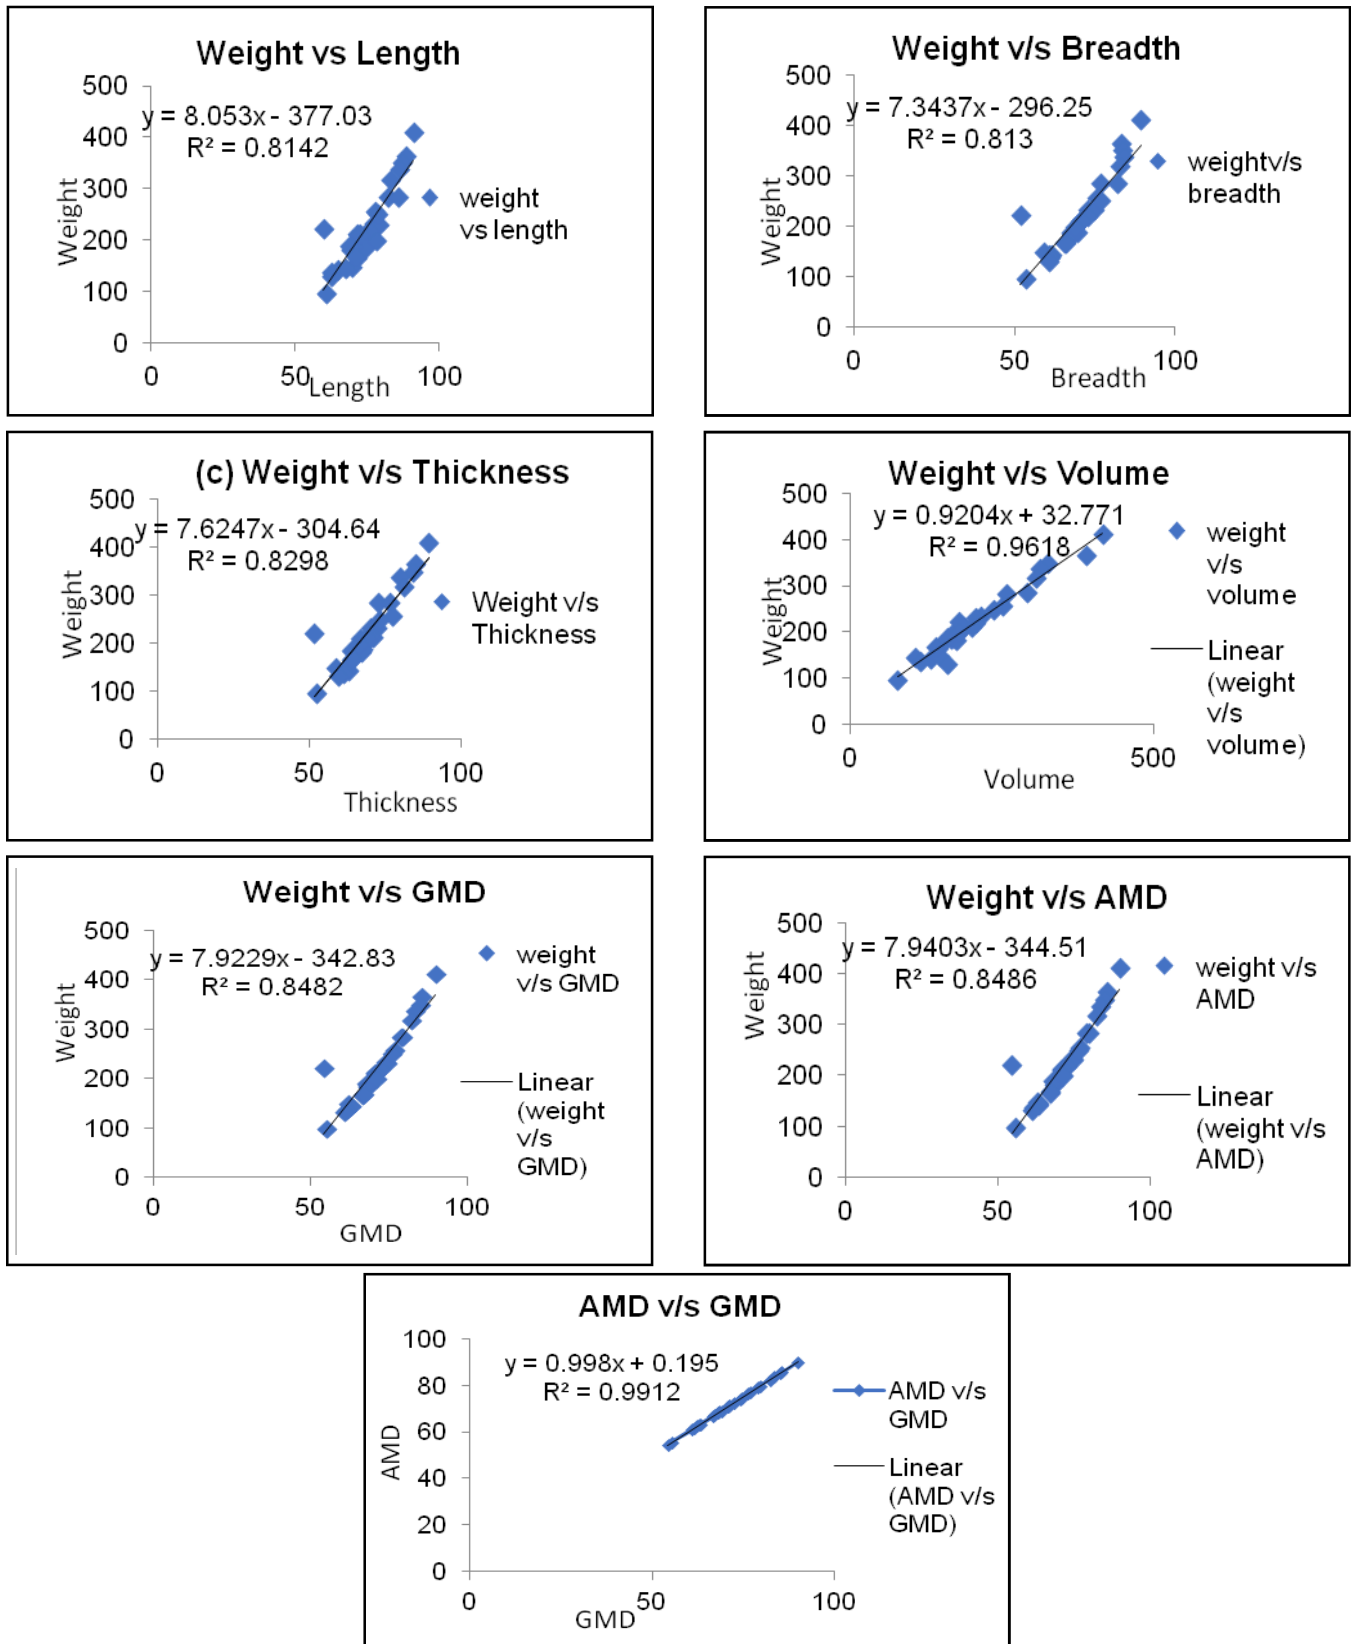 Weight vs Length
500
y = 8.053x - 377.03
400
R² = 0.8142
300
200
100
0
Weight
weight
vs length
0
50
100
Length
Weight v/s Breadth
500
y = 7.3437x - 296.25
400
R² = 0.813
300
200
100
0
Weight
weightv/s
breadth
0
50
100
Breadth
(c) Weight v/s Thickness
500
y = 7.6247x - 304.64
400
R² = 0.8298
300
200
100
0
Weight
Weight v/s
Thickness
0
50
100
Thickness
Weight v/s Volume
500
y = 0.9204x + 32.771
400
R² = 0.9618
300
200
100
0
Weight
weight
v/s
volume
Linear
(weight
v/s
volume)
0
500
Volume
Weight v/s GMD
500
y = 7.9229x - 342.83
400
R² = 0.8482
300
200
100
0
Weight
weight
v/s GMD
Linear
(weight
v/s
GMD)
0
50
100
GMD
Weight v/s AMD
500
y = 7.9403x - 344.51
400
R² = 0.8486
300
200
100
0
Weight
weight v/s
AMD
Linear
(weight v/s
AMD)
0
50
100
AMD v/s GMD
100
y = 0.998x + 0.195
80
R² = 0.9912
60
40
20
0
AMD
AMD v/s
GMD
Linear
(AMD v/s
GMD)
0
50
100
GMD